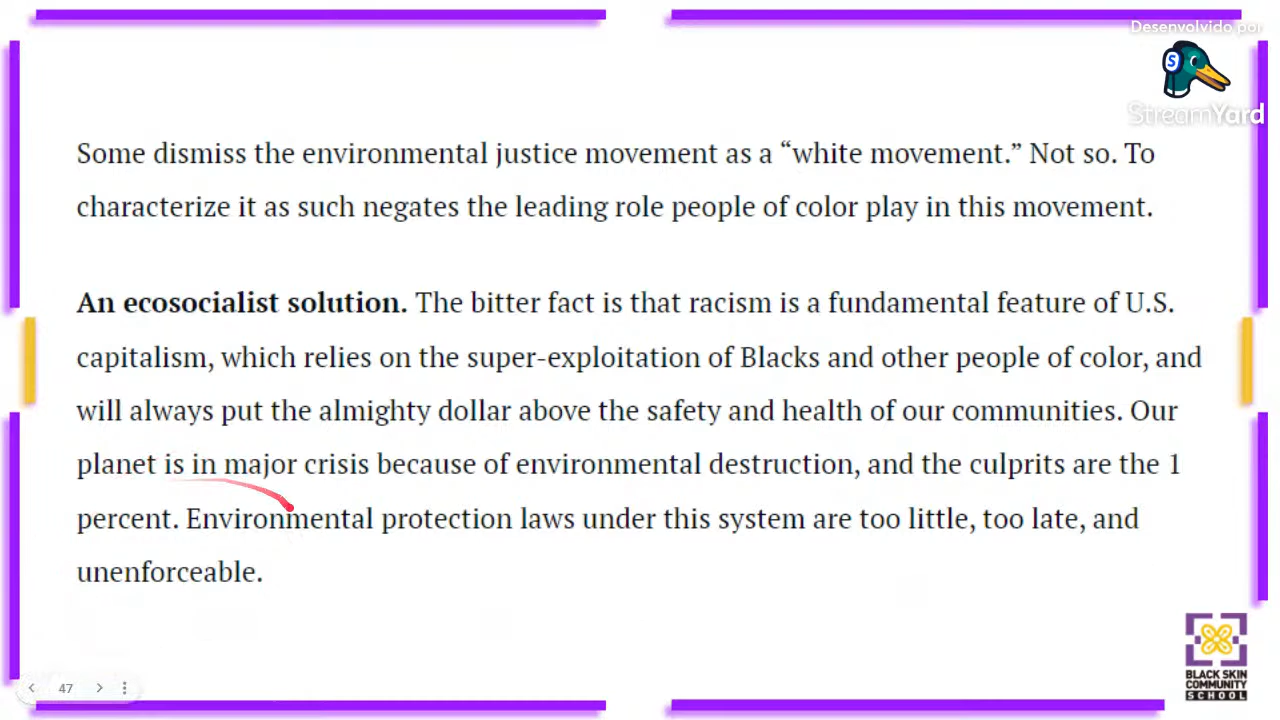 Desenvolvido por
S
StreamYard
Some dismiss the environmental justice movement as a “white movement.” Not so. To
characterize it as such negates the leading role people of color play in this movement.
An ecosocialist solution. The bitter fact is that racism is a fundamental feature of U.S.
capitalism, which relies on the super-exploitation of Blacks and other people of color, and
will always put the almighty dollar above the safety and health of our communities. Our
planet is in major crisis because of environmental destruction, and the culprits are the 1
percent. Environmental protection laws under this system are too little, too late, and
unenforceable.
47
BLACK SKIN
COMMUNITY
SCHOOL